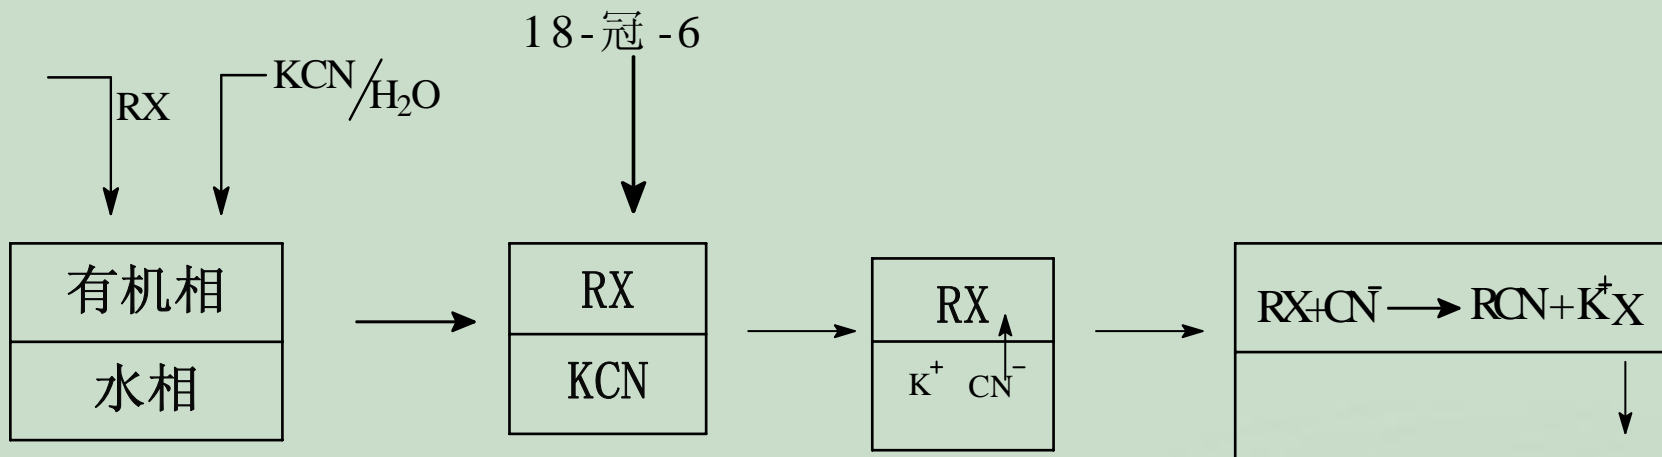 18-冠-6
RX
KCN/H₂O
有机相
水相
RX
KCN
RX
K⁺ CN⁻
RX+CN⁻ → RCN+K⁺X